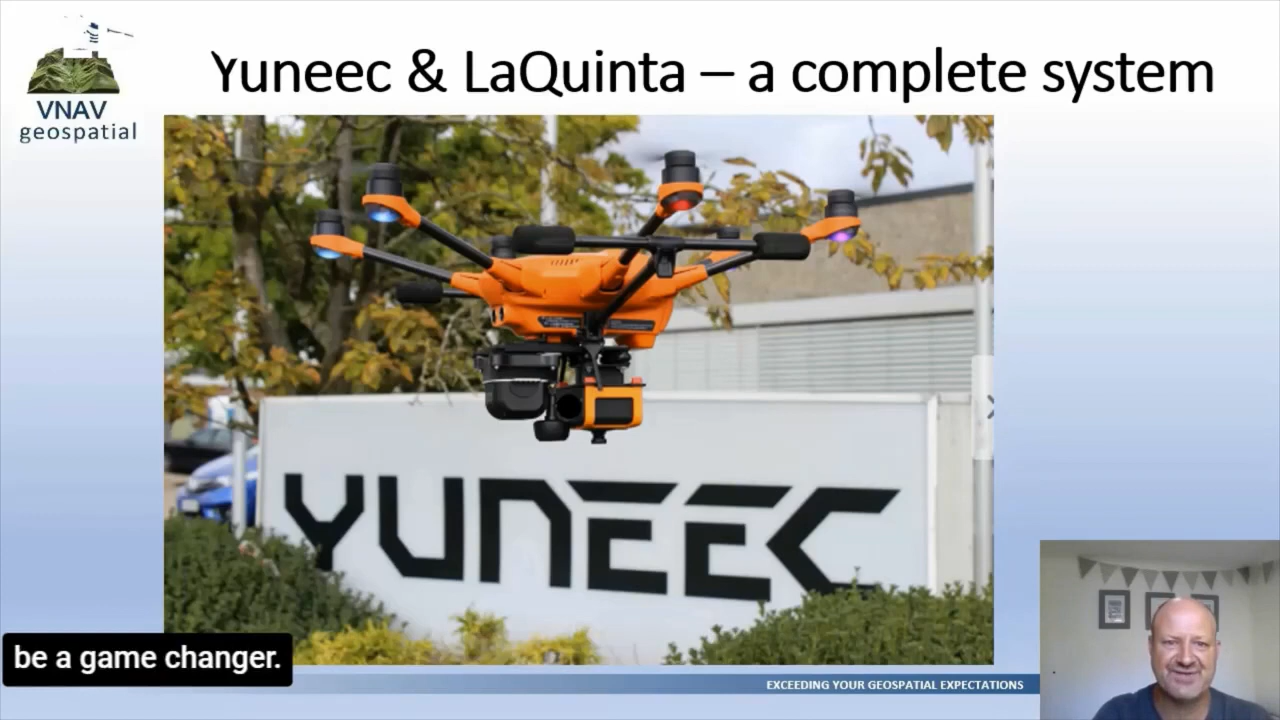 Yuneec & LaQuinta – a complete system
VNAV
geospatial
YUNEEC
be a game changer.
EXCEEDING YOUR GEOSPATIAL EXPECTATIONS